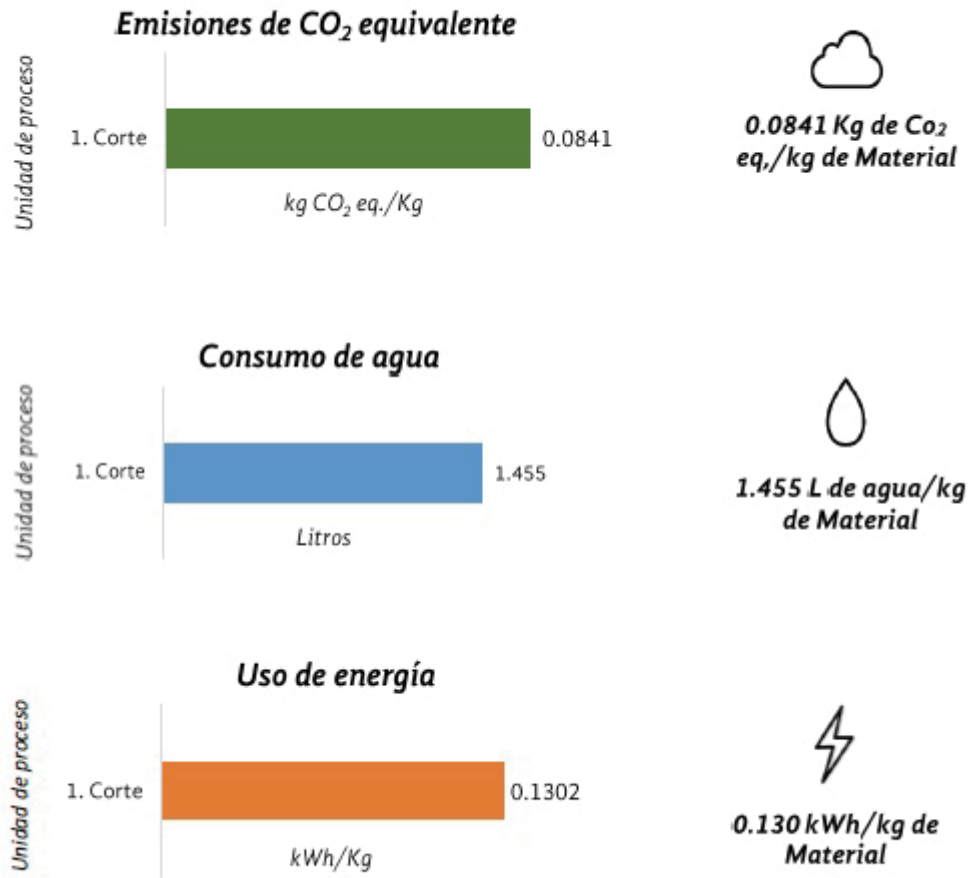 Emisiones de CO₂ equivalente
Unidad de proceso
1. Corte
0.0841
kg CO₂ eq./Kg
0.0841 Kg de Co₂
eq,/kg de Material
Consumo de agua
Unidad de proceso
1. Corte
1.455
Litros
1.455 L de agua/kg
de Material
Uso de energía
Unidad de proceso
1. Corte
0.1302
kWh/Kg
0.130 kWh/kg de
Material